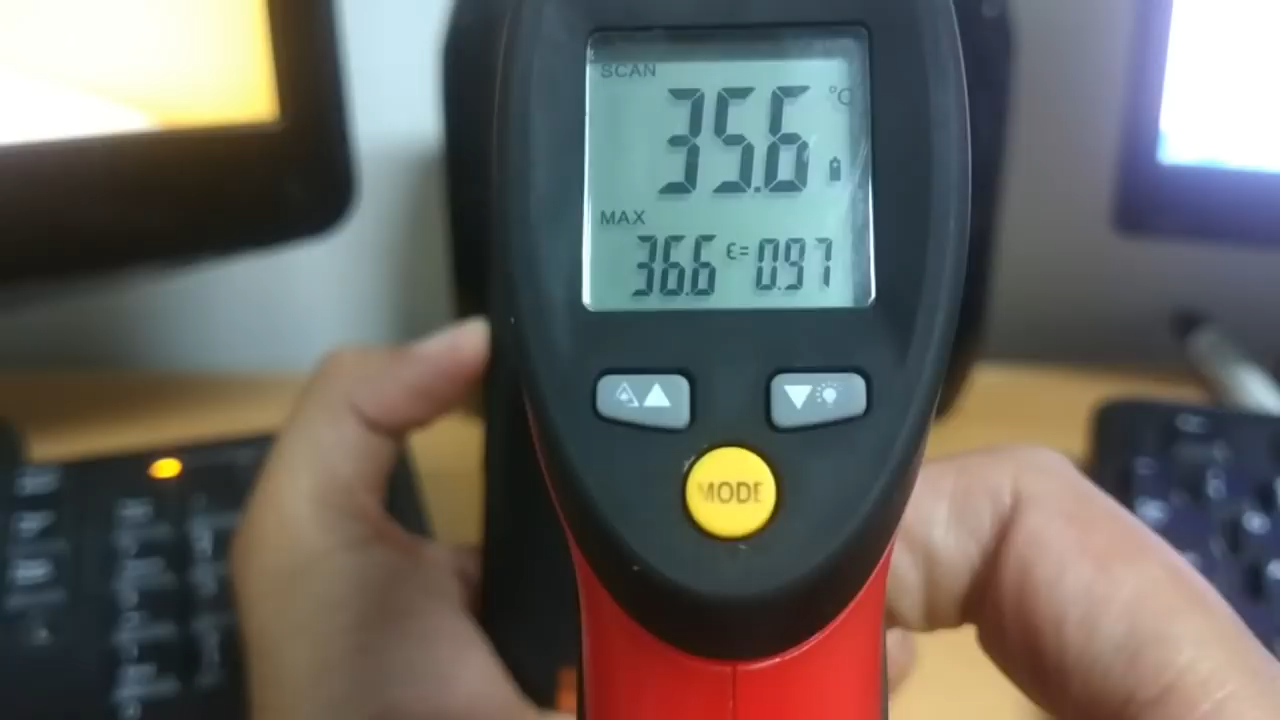 SCAN
35.6 °C
MAX
36.6 ε= 0.97
MODE